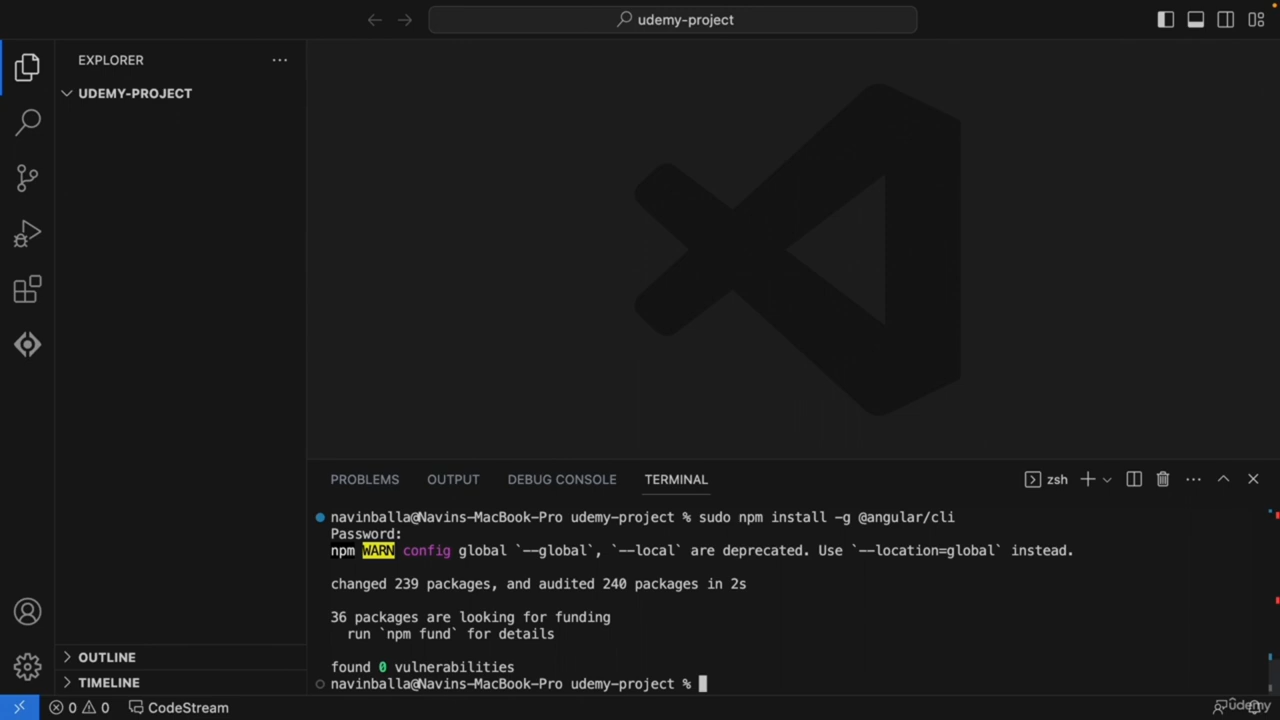 udemy-project
EXPLORER
UDEMY-PROJECT
PROBLEMS OUTPUT DEBUG CONSOLE TERMINAL
zsh
navinballa@Navins-MacBook-Pro udemy-project % sudo npm install -g @angular/cli
Password:
npm WARN config global `--global`, `--local` are deprecated. Use `--location=global` instead.
changed 239 packages, and audited 240 packages in 2s
36 packages are looking for funding
run `npm fund` for details
found 0 vulnerabilities
navinballa@Navins-MacBook-Pro udemy-project %
OUTLINE
TIMELINE
0 0 CodeStream
udemy